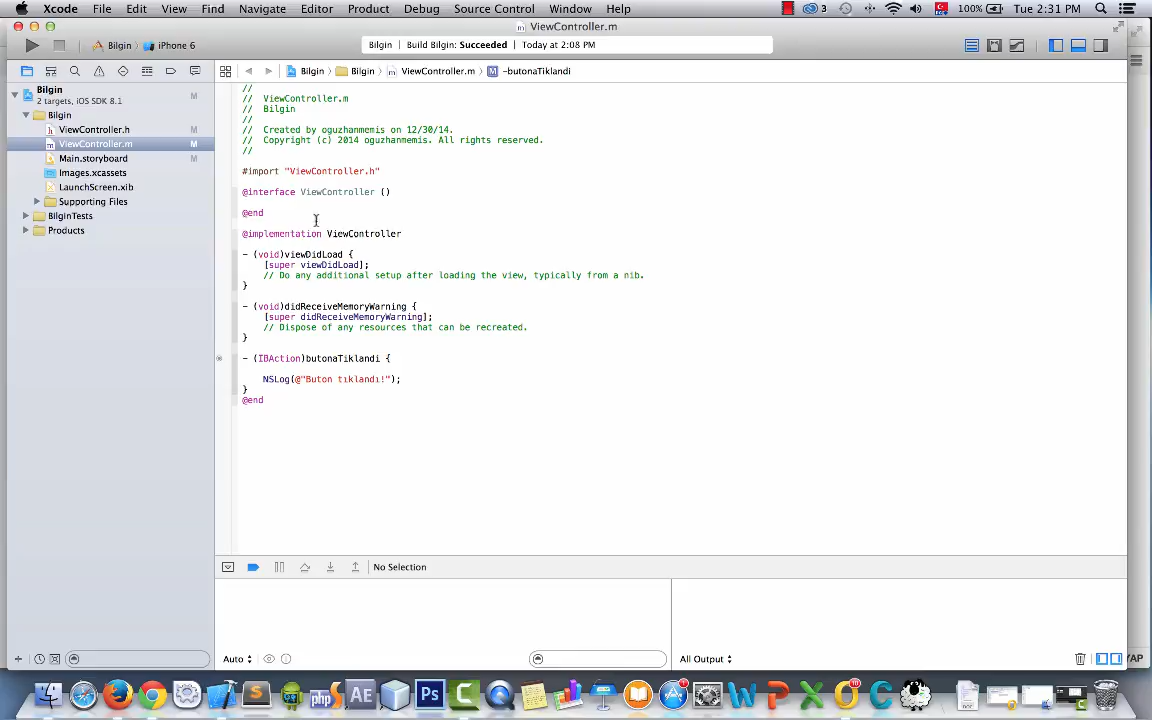 Xcode File Edit View Find Navigate Editor Product Debug Source Control Window Help 3 100% Tue 2:31 PM
ViewController.m
Bilgin iPhone 6 Bilgin Build Bilgin: Succeeded Today at 2:08 PM
Bilgin Bilgin ViewController.m M -butonaTiklandi
Bilgin M
2 targets, iOS SDK 8.1
Bilgin
h ViewController.h M
m ViewController.m M
Main.storyboard M
Images.xcassets
LaunchScreen.xib
Supporting Files
BilginTests
Products
//
//  ViewController.m
//  Bilgin
//
//  Created by oguzhanmemis on 12/30/14.
//  Copyright (c) 2014 oguzhanmemis. All rights reserved.
//
#import "ViewController.h"
@interface ViewController ()
@end
@implementation ViewController
- (void)viewDidLoad {
[super viewDidLoad];
// Do any additional setup after loading the view, typically from a nib.
}
- (void)didReceiveMemoryWarning {
[super didReceiveMemoryWarning];
// Dispose of any resources that can be recreated.
}
- (IBAction)butonaTiklandi {
NSLog(@"Buton tıklandı!");
}
@end
No Selection
Auto All Output
YAP
php AE Ps C W P X O C